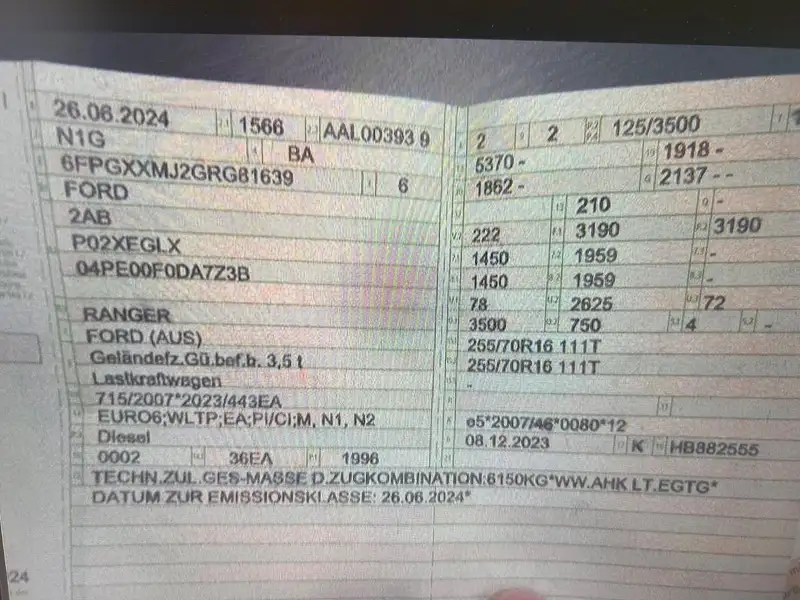 26.06.2024 1566 AAL00393 9
N1G BA
6FPGXXMJ2GRG81639 6
FORD
2AB
P02XFGLX
04PE00F0DA7Z3B
RANGER
FORD (AUS)
Geländefz.Gü.bef.b. 3,5 t
Lastkraftwagen
715/2007*2023/443EA
EURO6;WLTP;EA;PI/CI;M, N1, N2
Diesel
0002 36EA 1996
2 2 125/3500
5370 - 1918 -
1862 - 2137 - -
210 -
222 3190 3190
1450 1959 -
1450 1959 -
78 2625 72
3500 750 4 -
255/70R16 111T
255/70R16 111T
-
e5*2007/46*0080*12
08.12.2023 K HB882555
TECHN.ZUL.GES-MASSE D.ZUGKOMBINATION:6150KG*WW.AHK LT.EGTG*
DATUM ZUR EMISSIONSKLASSE: 26.06.2024*
24